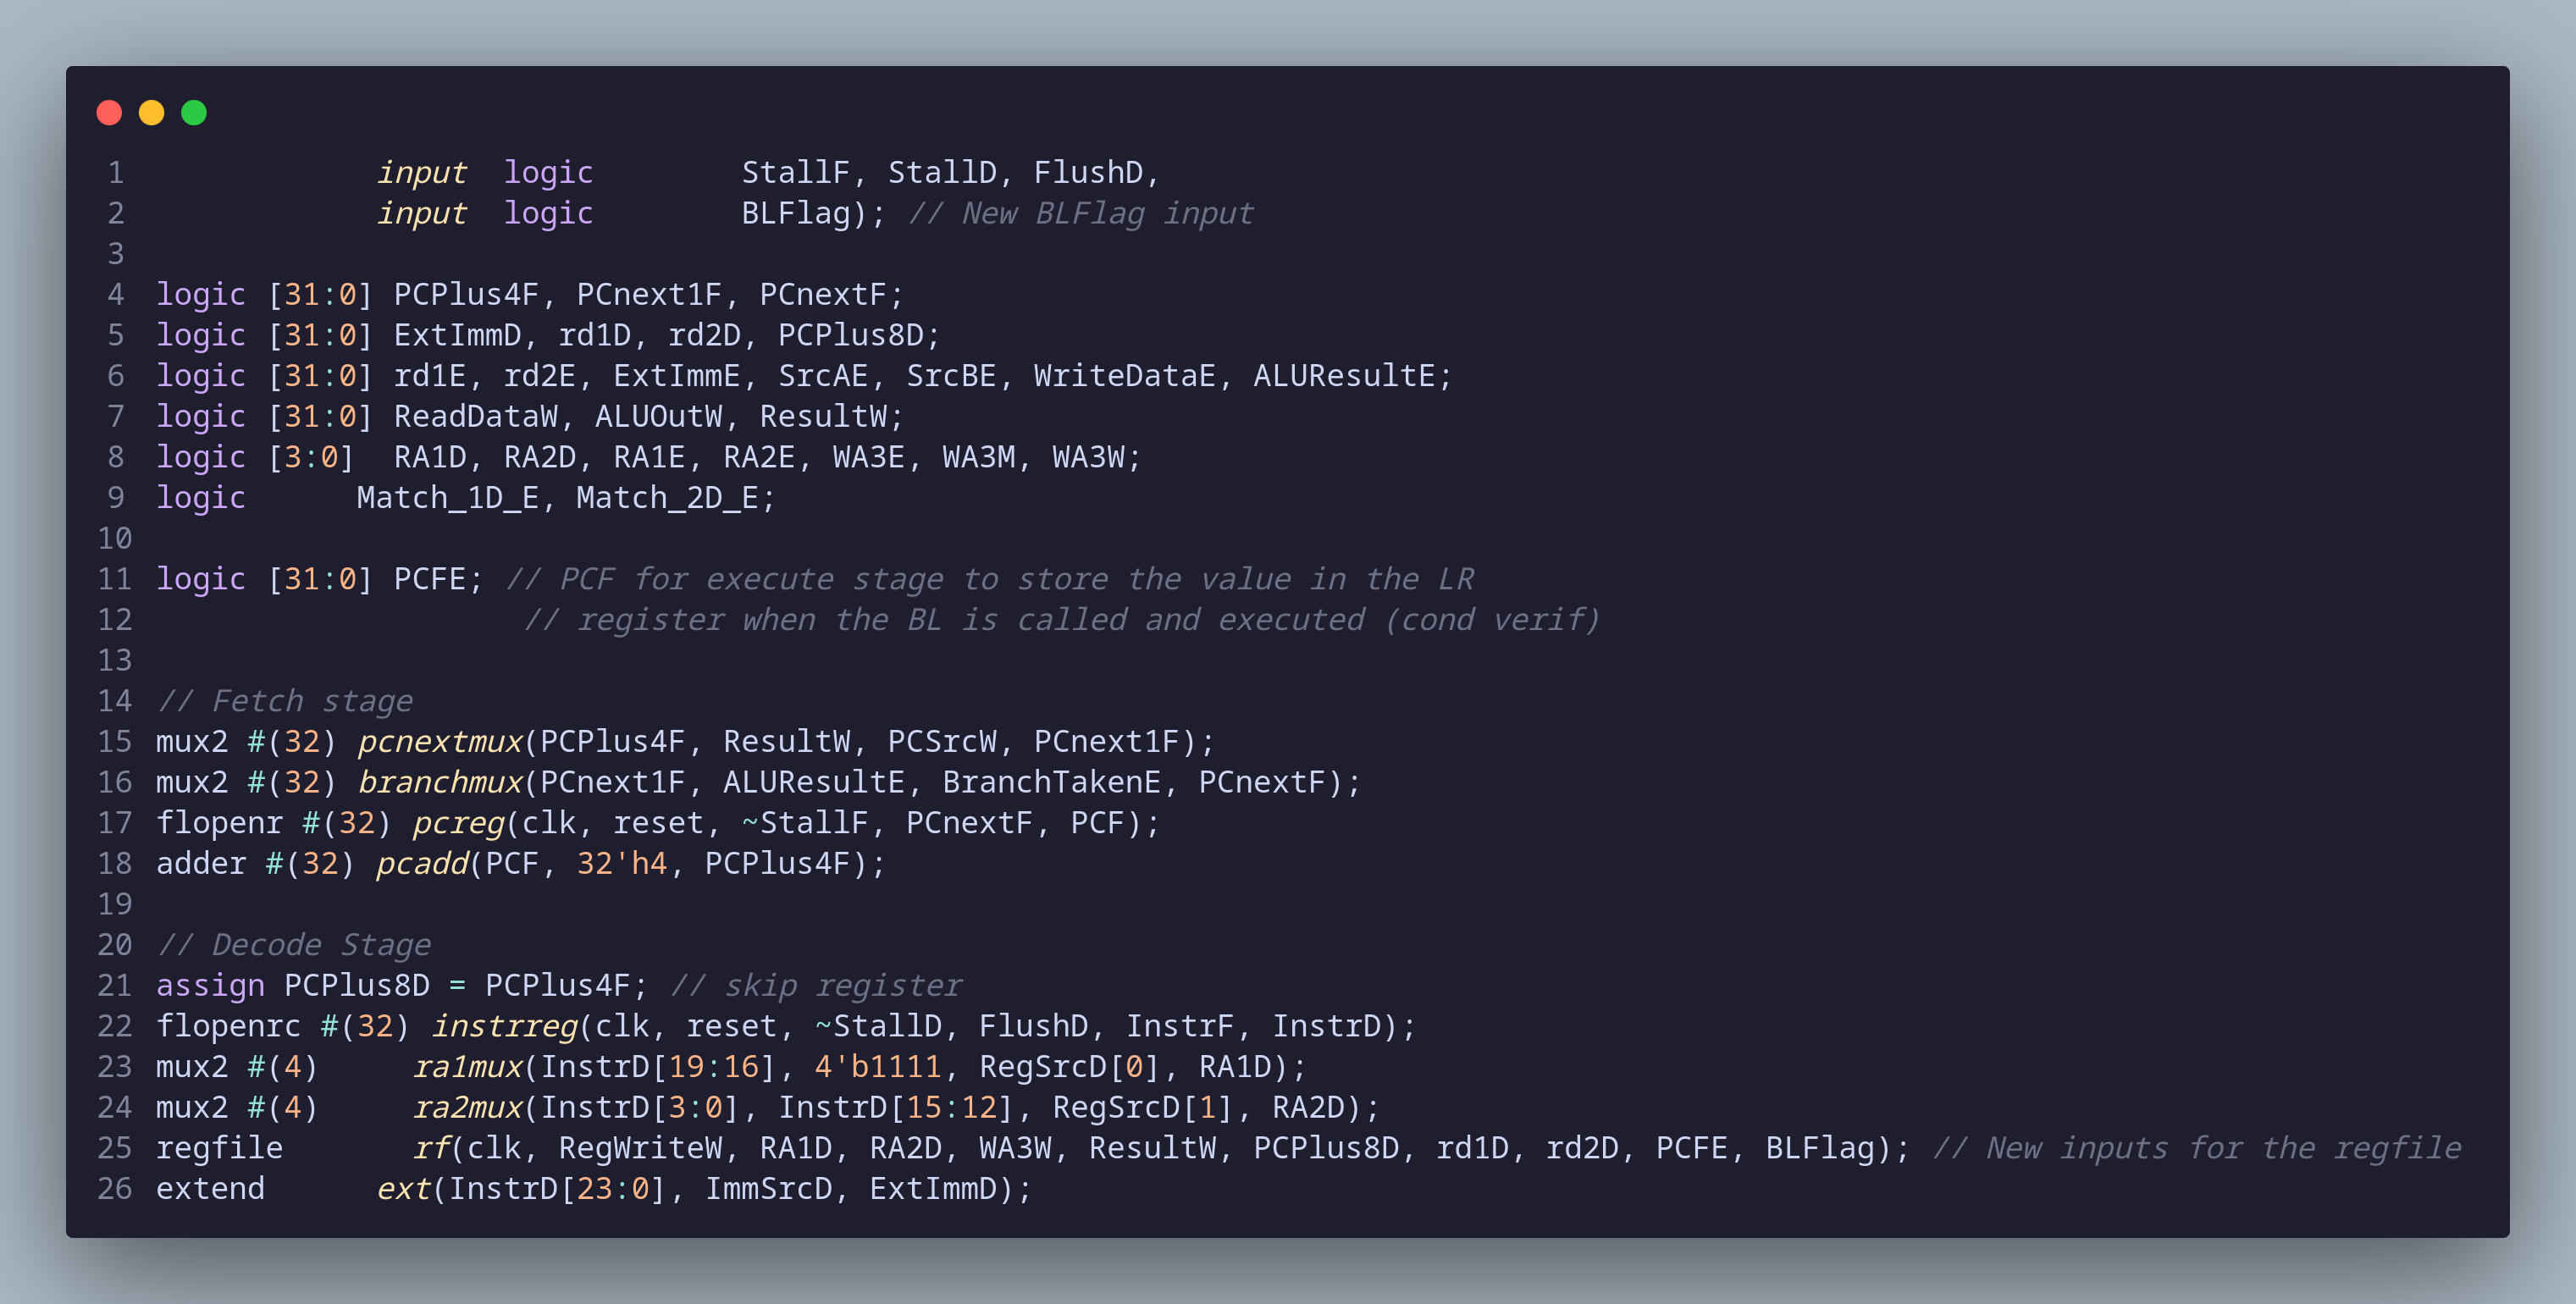 1             input  logic        StallF, StallD, FlushD,
2             input  logic        BLFlag); // New BLFlag input
3
4 logic [31:0] PCPlus4F, PCnext1F, PCnextF;
5 logic [31:0] ExtImmD, rd1D, rd2D, PCPlus8D;
6 logic [31:0] rd1E, rd2E, ExtImmE, SrcAE, SrcBE, WriteDataE, ALUResultE;
7 logic [31:0] ReadDataW, ALUOutW, ResultW;
8 logic [3:0]  RA1D, RA2D, RA1E, RA2E, WA3E, WA3M, WA3W;
9 logic      Match_1D_E, Match_2D_E;
10
11 logic [31:0] PCFE; // PCF for execute stage to store the value in the LR
12                     // register when the BL is called and executed (cond verif)
13
14 // Fetch stage
15 mux2 #(32) pcnextmux(PCPlus4F, ResultW, PCSrcW, PCnext1F);
16 mux2 #(32) branchmux(PCnext1F, ALUResultE, BranchTakenE, PCnextF);
17 flopenr #(32) pcreg(clk, reset, ~StallF, PCnextF, PCF);
18 adder #(32) pcadd(PCF, 32'h4, PCPlus4F);
19
20 // Decode Stage
21 assign PCPlus8D = PCPlus4F; // skip register
22 flopenrc #(32) instrreg(clk, reset, ~StallD, FlushD, InstrF, InstrD);
23 mux2 #(4)     ra1mux(InstrD[19:16], 4'b1111, RegSrcD[0], RA1D);
24 mux2 #(4)     ra2mux(InstrD[3:0], InstrD[15:12], RegSrcD[1], RA2D);
25 regfile       rf(clk, RegWriteW, RA1D, RA2D, WA3W, ResultW, PCPlus8D, rd1D, rd2D, PCFE, BLFlag); // New inputs for the regfile
26 extend      ext(InstrD[23:0], ImmSrcD, ExtImmD);